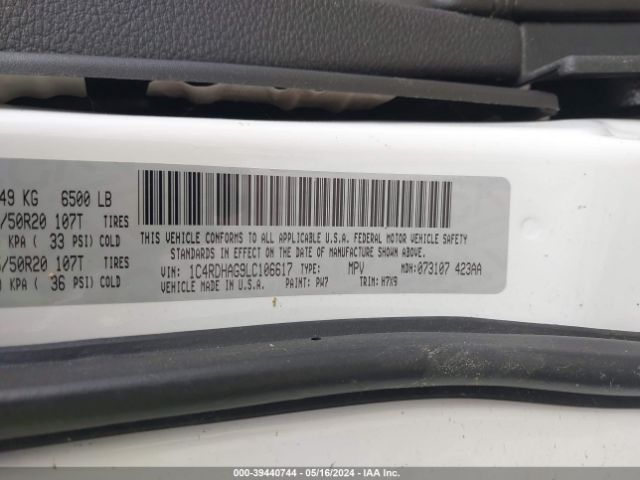 49 KG 6500 LB
/50R20 107T TIRES
KPA ( 33 PSI) COLD
/50R20 107T TIRES
KPA ( 36 PSI) COLD
THIS VEHICLE CONFORMS TO ALL APPLICABLE U.S.A. FEDERAL MOTOR VEHICLE SAFETY
STANDARDS IN EFFECT ON THE DATE OF MANUFACTURE SHOWN ABOVE.
VIN: 1C4RDHAG9LC106617 TYPE: MPV MDH: 073107 423AA
VEHICLE MADE IN U.S.A. PAINT: PW7 TRIM: H7X9
000-39440744 — 05/16/2024 — IAA Inc.